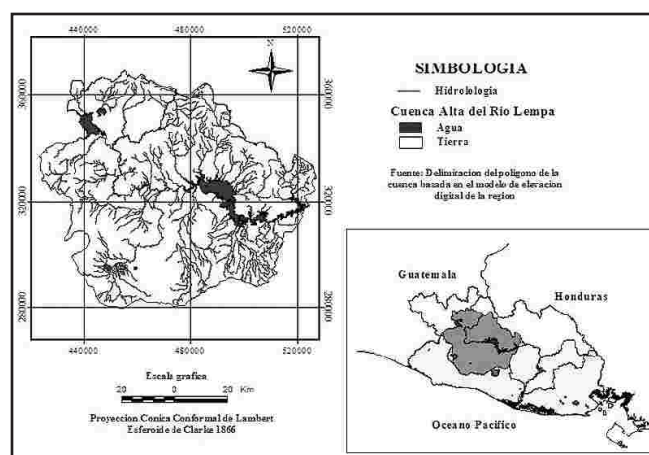 440000 480000 520000
N
360000 360000
320000 320000
280000 280000
440000 480000 520000
Escala grafica
20 0 20 Km
Proyeccion Conica Conformal de Lambert
Esferoide de Clarke 1866
SIMBOLOGIA
Hidrolologia
Cuenca Alta del Rio Lempa
Agua
Tierra
Fuente: Delimitacion del poligono de la
cuenca basada en el modelo de elevacion
digital de la region
Guatemala
Honduras
Oceano Pacifico